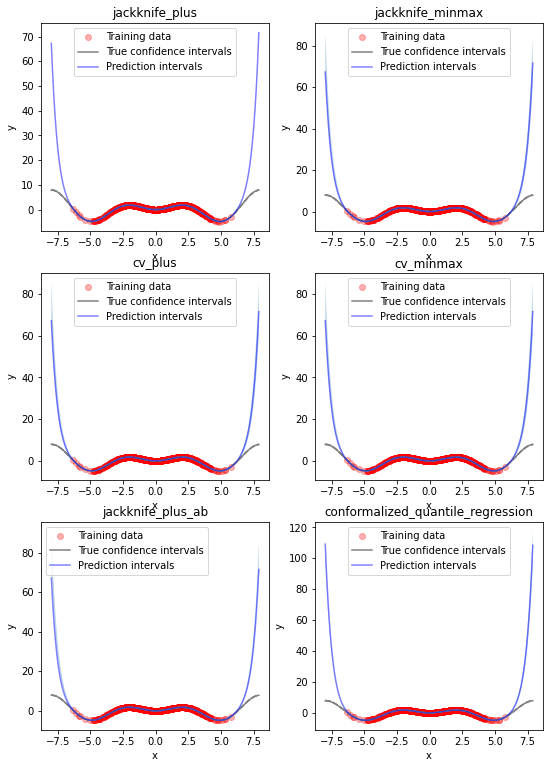 jackknife_plus
Training data
True confidence intervals
Prediction intervals
y
70
60
50
40
30
20
10
0
−7.5 −5.0 −2.5 0.0 2.5 5.0 7.5
x
jackknife_minmax
Training data
True confidence intervals
Prediction intervals
y
80
60
40
20
0
−7.5 −5.0 −2.5 0.0 2.5 5.0 7.5
x
cv_plus
Training data
True confidence intervals
Prediction intervals
y
80
60
40
20
0
−7.5 −5.0 −2.5 0.0 2.5 5.0 7.5
x
cv_minmax
Training data
True confidence intervals
Prediction intervals
y
80
60
40
20
0
−7.5 −5.0 −2.5 0.0 2.5 5.0 7.5
x
jackknife_plus_ab
Training data
True confidence intervals
Prediction intervals
y
80
60
40
20
0
−7.5 −5.0 −2.5 0.0 2.5 5.0 7.5
x
conformalized_quantile_regression
Training data
True confidence intervals
Prediction intervals
y
120
100
80
60
40
20
0
−7.5 −5.0 −2.5 0.0 2.5 5.0 7.5
x